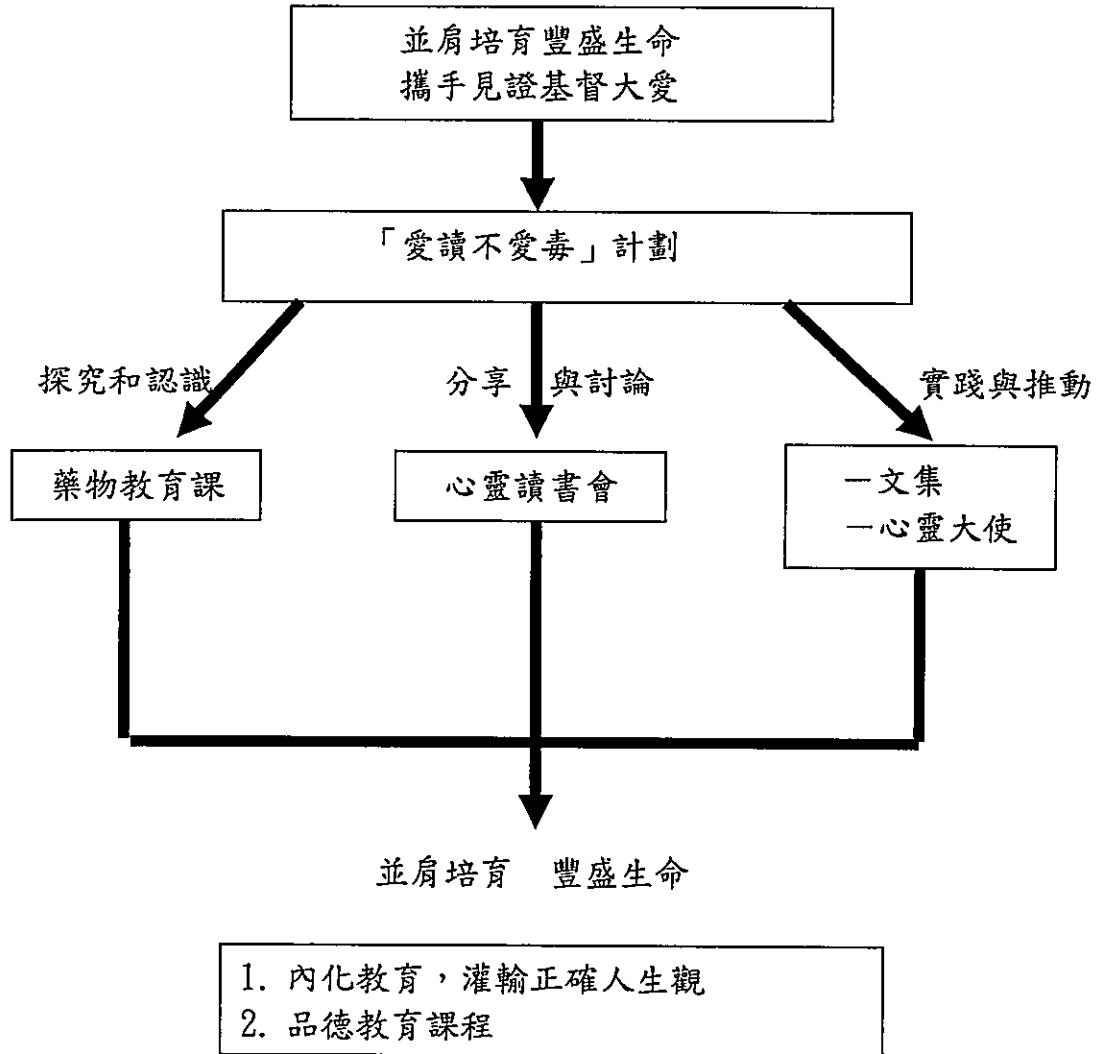 並肩培育豐盛生命
攜手見證基督大愛
「愛讀不愛毒」計劃
探究和認識
分享 與討論
實踐與推動
藥物教育課
心靈讀書會
－文集
－心靈大使
並肩培育 豐盛生命
1. 內化教育，灌輸正確人生觀
2. 品德教育課程